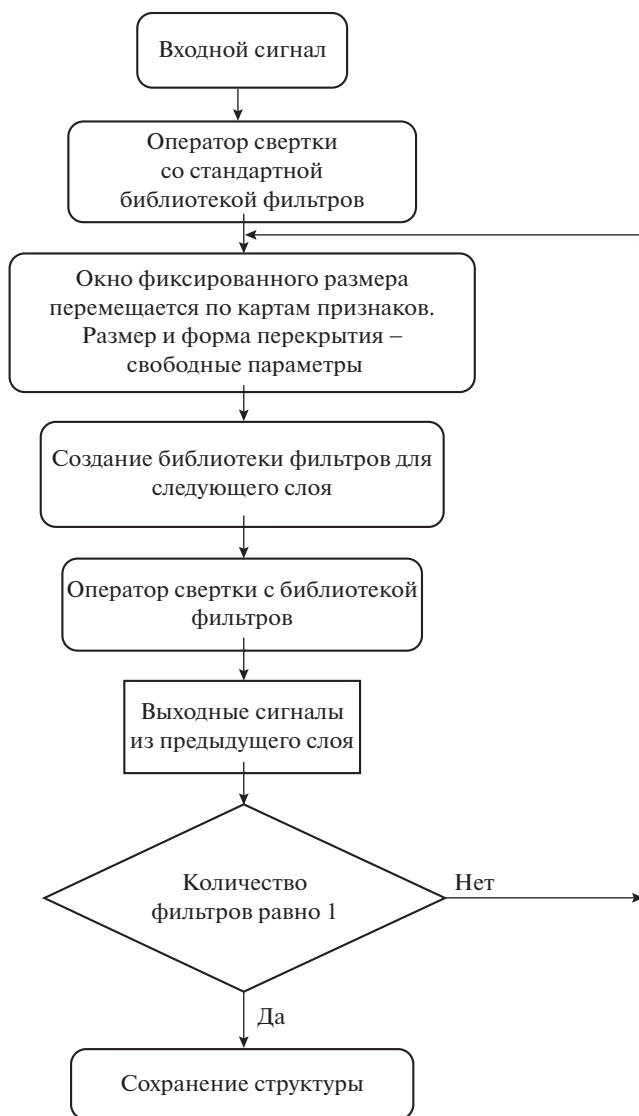 Входной сигнал
Оператор свертки
со стандартной
библиотекой фильтров
Окно фиксированного размера
перемещается по картам признаков.
Размер и форма перекрытия –
свободные параметры
Создание библиотеки фильтров для
следующего слоя
Оператор свертки с библиотекой
фильтров
Выходные сигналы
из предыдущего слоя
Количество
фильтров равно 1
Нет
Да
Сохранение структуры